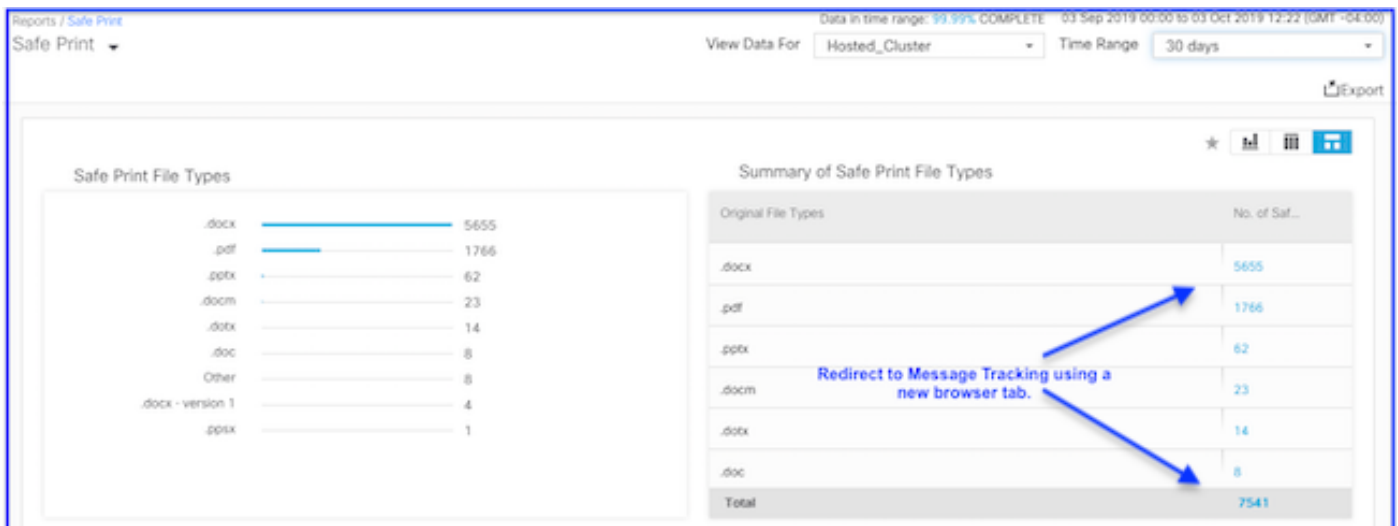 Reports / Safe Print
Data in time range: 99.99% COMPLETE 03 Sep 2019 00:00 to 03 Oct 2019 12:22 (GMT -04:00)
Safe Print
View Data For Hosted_Cluster Time Range 30 days
Export
Safe Print File Types
.docx 5655
.pdf 1766
.pptx 62
.docm 23
.dotx 14
.doc 8
Other 8
.docx - version 1 4
.ppsx 1
Summary of Safe Print File Types
Original File Types No. of Saf...
.docx 5655
.pdf 1766
.pptx 62
Redirect to Message Tracking using a
new browser tab.
.docm 23
.dotx 14
.doc 8
Total 7541